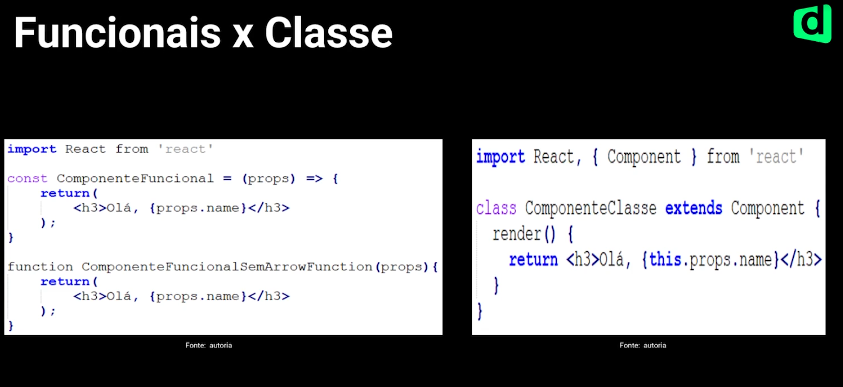 Funcionais x Classe
d
import React from 'react'
const ComponenteFuncional = (props) => {
return(
<h3>Olá, {props.name}</h3>
);
}
function ComponenteFuncionalSemArrowFunction(props){
return(
<h3>Olá, {props.name}</h3>
);
}
Fonte: autoria
import React, { Component } from 'react'
class ComponenteClasse extends Component {
render() {
return <h3>Olá, {this.props.name}</h3>
}
}
Fonte: autoria